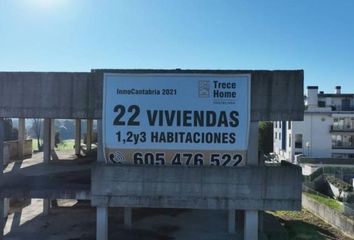 InnoCantabria 2021
Trece
Home
22 VIVIENDAS
1,2y3 HABITACIONES
605 476 522